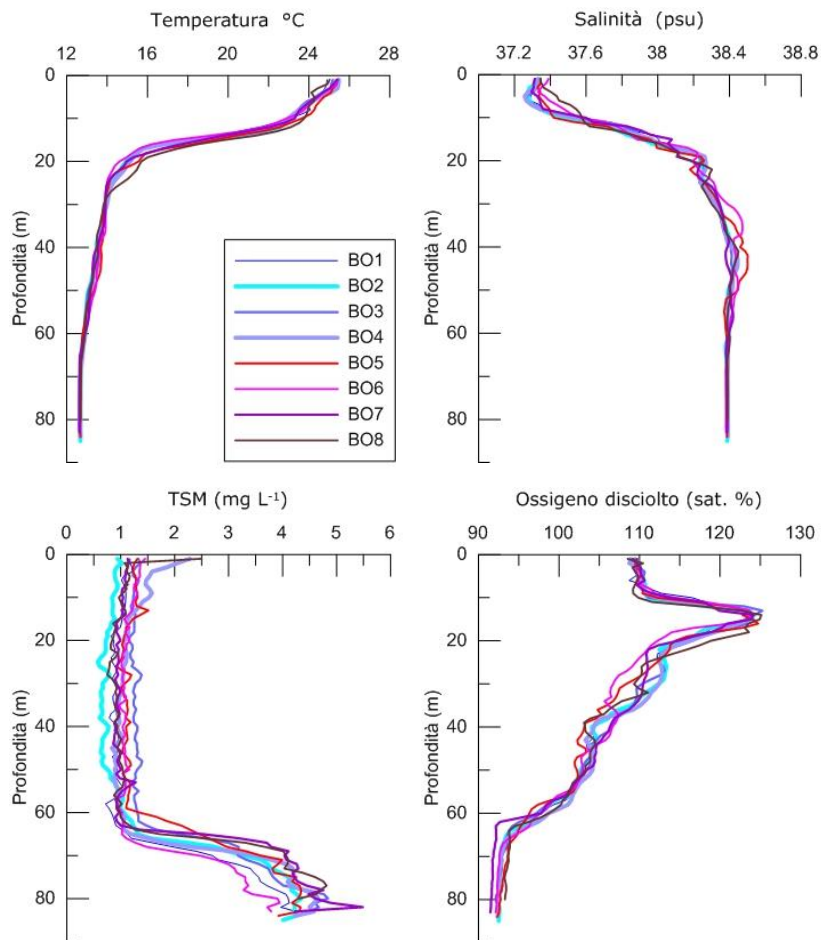 Temperatura °C
12 16 20 24 28
Profondità (m)
0
20
40
60
80
BO1
BO2
BO3
BO4
BO5
BO6
BO7
BO8
Salinità (psu)
37.2 37.6 38 38.4 38.8
Profondità (m)
0
20
40
60
80
TSM (mg L⁻¹)
0 1 2 3 4 5 6
Profondità (m)
0
20
40
60
80
Ossigeno disciolto (sat. %)
90 100 110 120 130
Profondità (m)
0
20
40
60
80